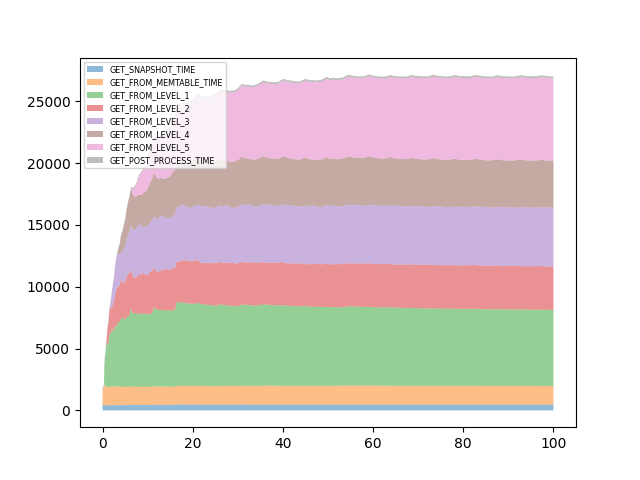 GET_SNAPSHOT_TIME
GET_FROM_MEMTABLE_TIME
GET_FROM_LEVEL_1
GET_FROM_LEVEL_2
GET_FROM_LEVEL_3
GET_FROM_LEVEL_4
GET_FROM_LEVEL_5
GET_POST_PROCESS_TIME
25000
20000
15000
10000
5000
0
0 20 40 60 80 100